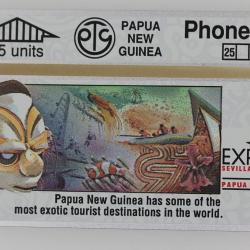 5 units
PTC
PAPUA
NEW
GUINEA
Phone
25
EXP
SEVILLA
PAPUA
Papua New Guinea has some of the
most exotic tourist destinations in the world.